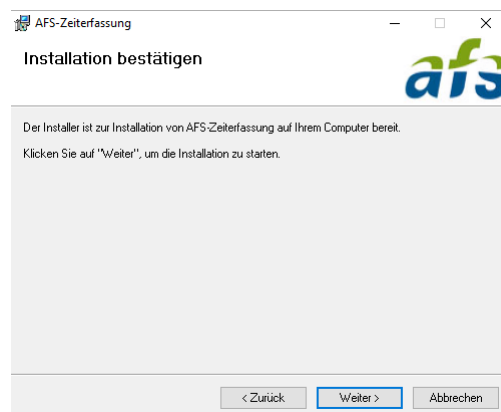 AFS-Zeiterfassung
Installation bestätigen
afs
Der Installer ist zur Installation von AFS-Zeiterfassung auf Ihrem Computer bereit.
Klicken Sie auf "Weiter", um die Installation zu starten.
< Zurück Weiter > Abbrechen